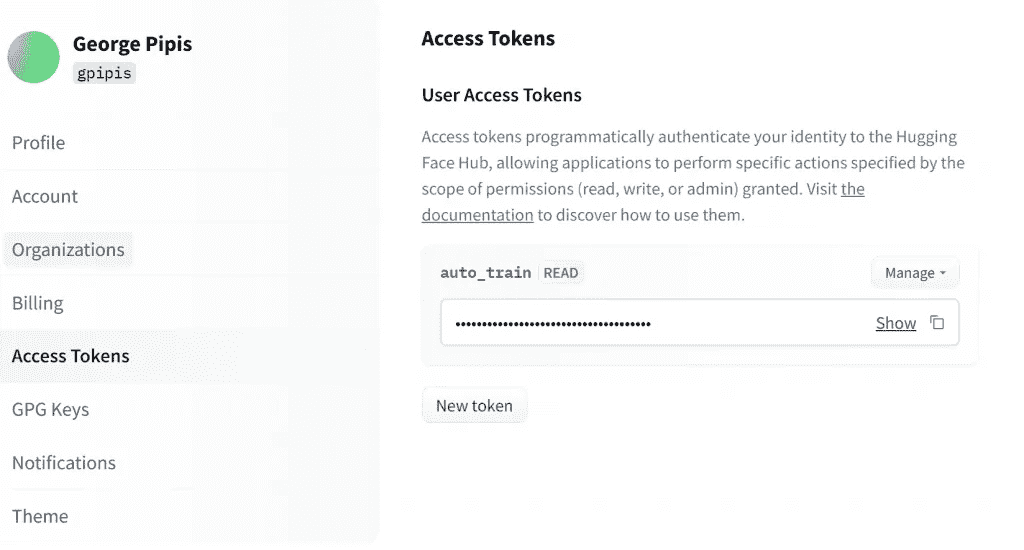 George Pipis
gpipis
Profile
Account
Organizations
Billing
Access Tokens
GPG Keys
Notifications
Theme
Access Tokens
User Access Tokens
Access tokens programmatically authenticate your identity to the Hugging
Face Hub, allowing applications to perform specific actions specified by the
scope of permissions (read, write, or admin) granted. Visit the
documentation to discover how to use them.
auto_train READ
Manage
•••••••••••••••••••••••••••••••••••••
Show
New token